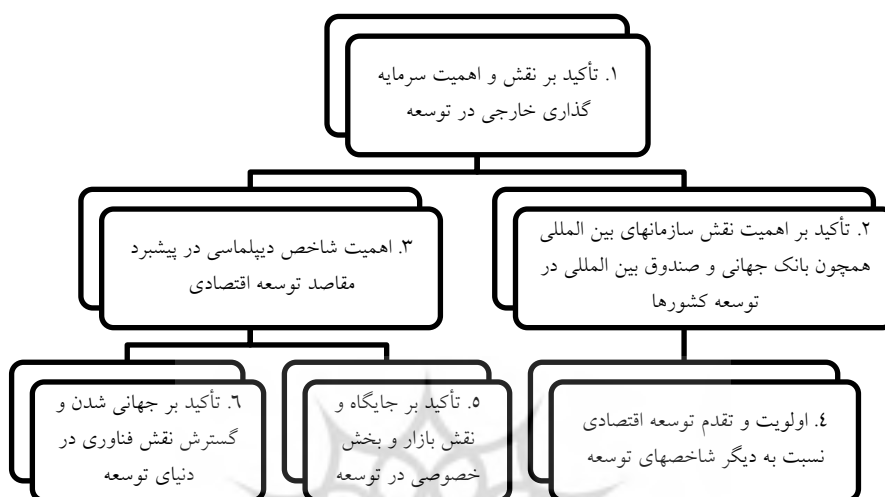 ۱. تأکید بر نقش و اهمیت سرمایه
گذاری خارجی در توسعه
۲. تأکید بر اهمیت نقش سازمانهای بین المللی
همچون بانک جهانی و صندوق بین المللی در
توسعه کشورها
۳. اهمیت شاخص دیپلماسی در پیشبرد
مقاصد توسعه اقتصادی
٤. اولویت و تقدم توسعه اقتصادی
نسبت به دیگر شاخصهای توسعه
٥. تأکید بر جایگاه و
نقش بازار و بخش
خصوصی در توسعه
٦. تأکید بر جهانی شدن و
گسترش نقش فناوری در
دنیای توسعه